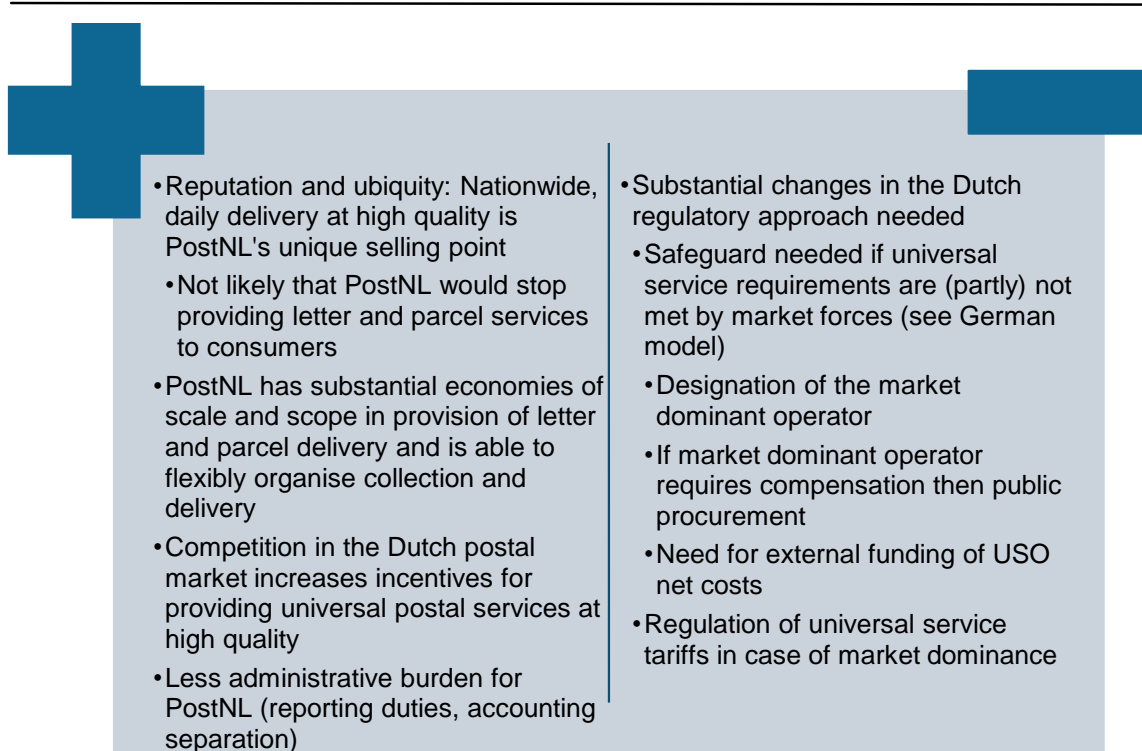 •Reputation and ubiquity: Nationwide,
daily delivery at high quality is
PostNL's unique selling point
•Not likely that PostNL would stop
providing letter and parcel services
to consumers
•PostNL has substantial economies of
scale and scope in provision of letter
and parcel delivery and is able to
flexibly organise collection and
delivery
•Competition in the Dutch postal
market increases incentives for
providing universal postal services at
high quality
•Less administrative burden for
PostNL (reporting duties, accounting
separation)
•Substantial changes in the Dutch
regulatory approach needed
•Safeguard needed if universal
service requirements are (partly) not
met by market forces (see German
model)
•Designation of the market
dominant operator
•If market dominant operator
requires compensation then public
procurement
•Need for external funding of USO
net costs
•Regulation of universal service
tariffs in case of market dominance